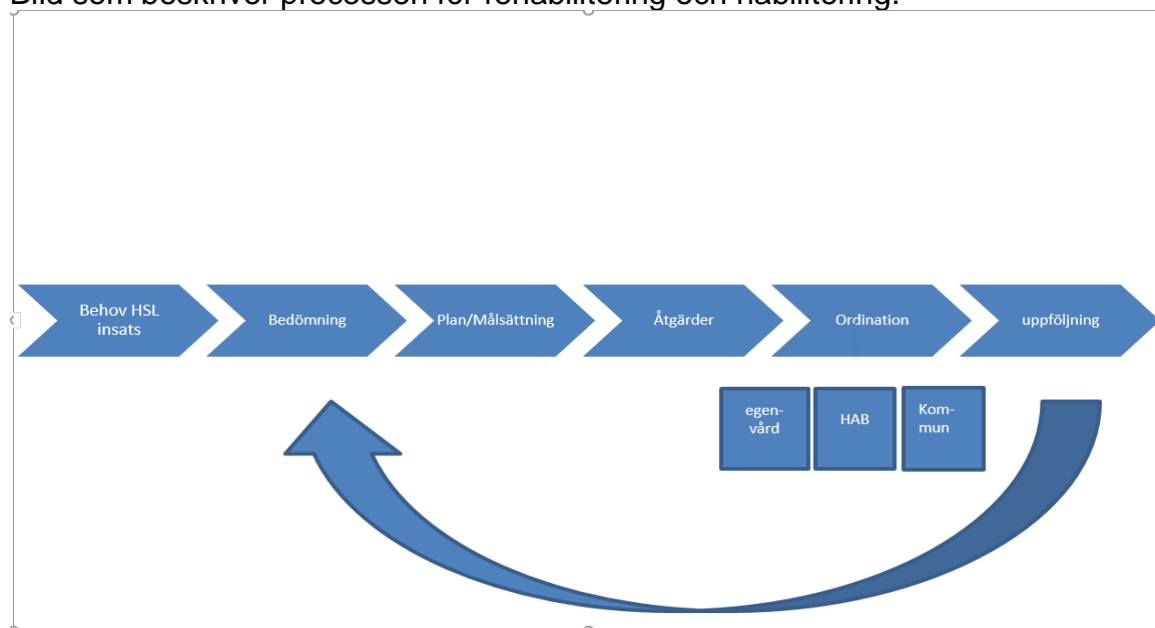 Bild som beskriver processen för rehabilitering och habilitering.
Behov HSL
insats
Bedömning
Plan/Målsättning
Åtgärder
Ordination
uppföljning
egen-
vård
HAB
Kom-
mun